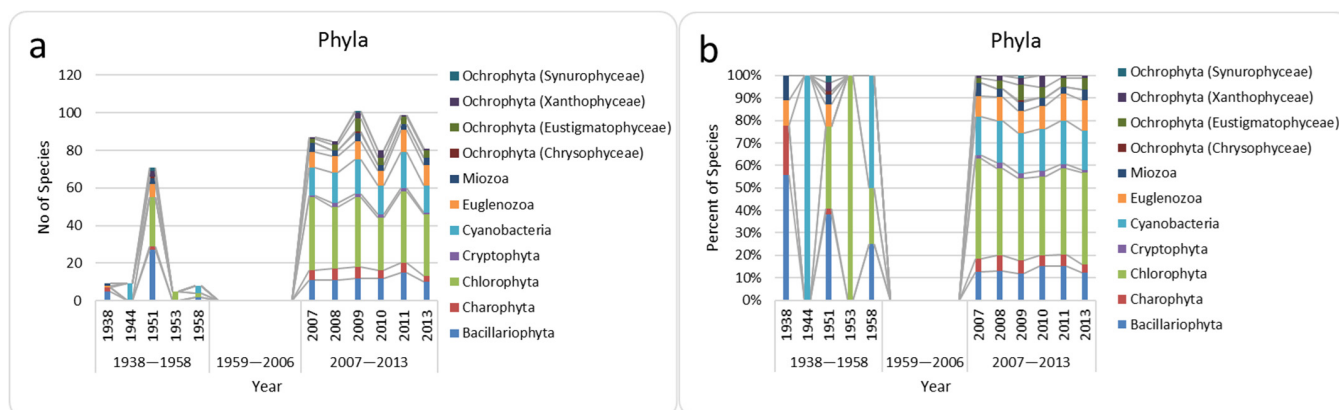 a
Phyla
No of Species
120
100
80
60
40
20
0
1938
1944
1951
1953
1958
2007
2008
2009
2010
2011
2013
1938—1958
1959—2006
2007—2013
Year
Ochrophyta (Synurophyceae)
Ochrophyta (Xanthophyceae)
Ochrophyta (Eustigmatophyceae)
Ochrophyta (Chrysophyceae)
Miozoa
Euglenozoa
Cyanobacteria
Cryptophyta
Chlorophyta
Charophyta
Bacillariophyta
b
Phyla
Percent of Species
100%
90%
80%
70%
60%
50%
40%
30%
20%
10%
0%
1938
1944
1951
1953
1958
2007
2008
2009
2010
2011
2013
1938—1958
1959—2006
2007—2013
Year
Ochrophyta (Synurophyceae)
Ochrophyta (Xanthophyceae)
Ochrophyta (Eustigmatophyceae)
Ochrophyta (Chrysophyceae)
Miozoa
Euglenozoa
Cyanobacteria
Cryptophyta
Chlorophyta
Charophyta
Bacillariophyta